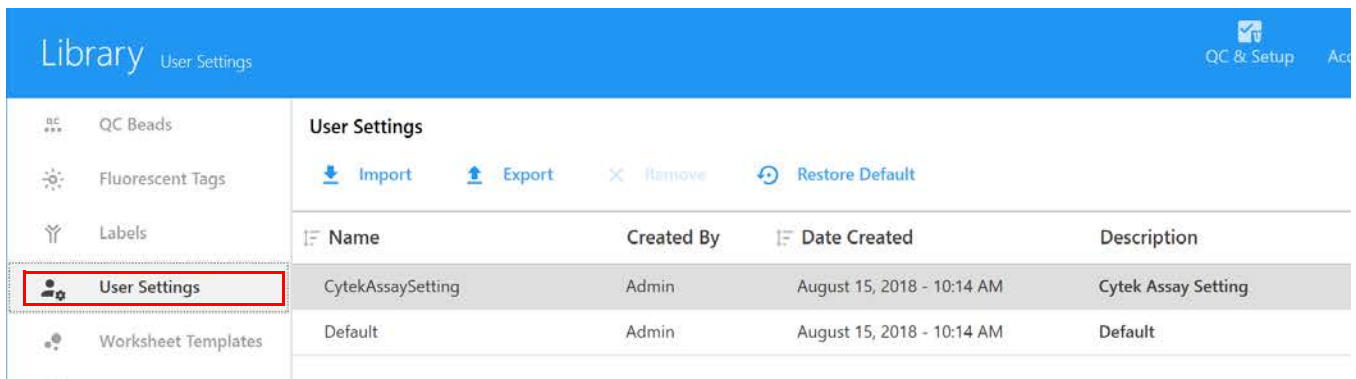 Library User Settings
QC & Setup
Acc
QC Beads
Fluorescent Tags
Labels
User Settings
Worksheet Templates
User Settings
Import Export Remove Restore Default
Name Created By Date Created Description
CytekAssaySetting Admin August 15, 2018 - 10:14 AM Cytek Assay Setting
Default Admin August 15, 2018 - 10:14 AM Default